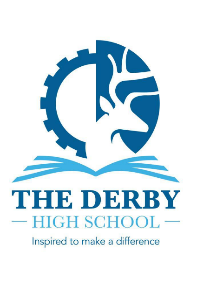 THE DERBY
HIGH SCHOOL
Inspired to make a difference